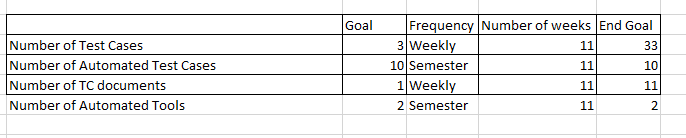 Goal Frequency Number of weeks End Goal
Number of Test Cases 3 Weekly 11 33
Number of Automated Test Cases 10 Semester 11 10
Number of TC documents 1 Weekly 11 11
Number of Automated Tools 2 Semester 11 2